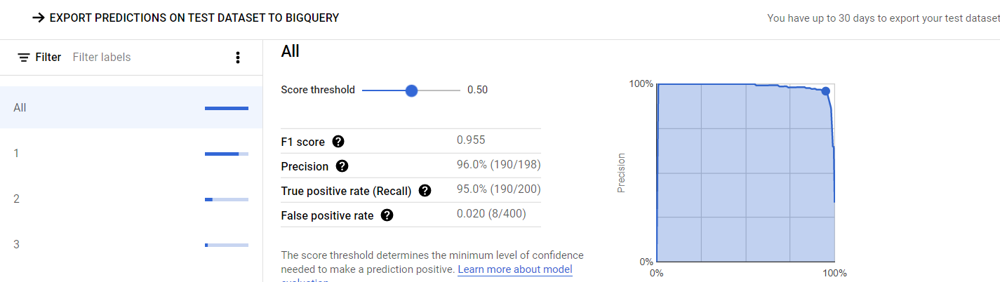 EXPORT PREDICTIONS ON TEST DATASET TO BIGQUERY
You have up to 30 days to export your test dataset
Filter Filter labels
All
1
2
3
All
Score threshold 0.50
F1 score 0.955
Precision 96.0% (190/198)
True positive rate (Recall) 95.0% (190/200)
False positive rate 0.020 (8/400)
The score threshold determines the minimum level of confidence
needed to make a prediction positive. Learn more about model
evaluation
100%
Precision
0%
0% 100%